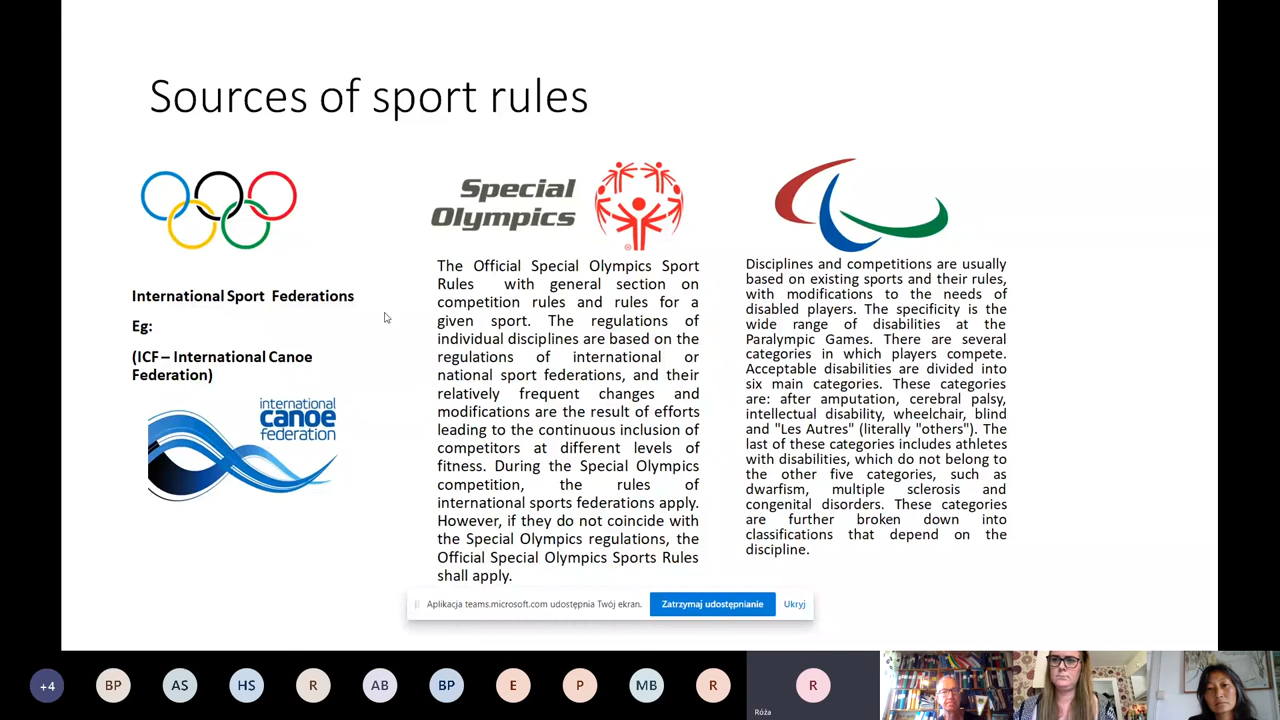 Sources of sport rules
International Sport Federations
Eg:
(ICF – International Canoe
Federation)
international
canoe
federation
Special
Olympics
®
The Official Special Olympics Sport
Rules with general section on
competition rules and rules for a
given sport. The regulations of
individual disciplines are based on the
regulations of international or
national sport federations, and their
relatively frequent changes and
modifications are the result of efforts
leading to the continuous inclusion of
competitors at different levels of
fitness. During the Special Olympics
competition, the rules of
international sports federations apply.
However, if they do not coincide with
the Special Olympics regulations, the
Official Special Olympics Sports Rules
shall apply.
Disciplines and competitions are usually
based on existing sports and their rules,
with modifications to the needs of
disabled players. The specificity is the
wide range of disabilities at the
Paralympic Games. There are several
categories in which players compete.
Acceptable disabilities are divided into
six main categories. These categories
are: after amputation, cerebral palsy,
intellectual disability, wheelchair, blind
and "Les Autres" (literally "others"). The
last of these categories includes athletes
with disabilities, which do not belong to
the other five categories, such as
dwarfism, multiple sclerosis and
congenital disorders. These categories
are further broken down into
classifications that depend on the
discipline.
Aplikacja teams.microsoft.com udostępnia Twój ekran.
Zatrzymaj udostępnianie
Ukryj
+4
BP
AS
HS
R
AB
BP
E
P
MB
R
R
Róża